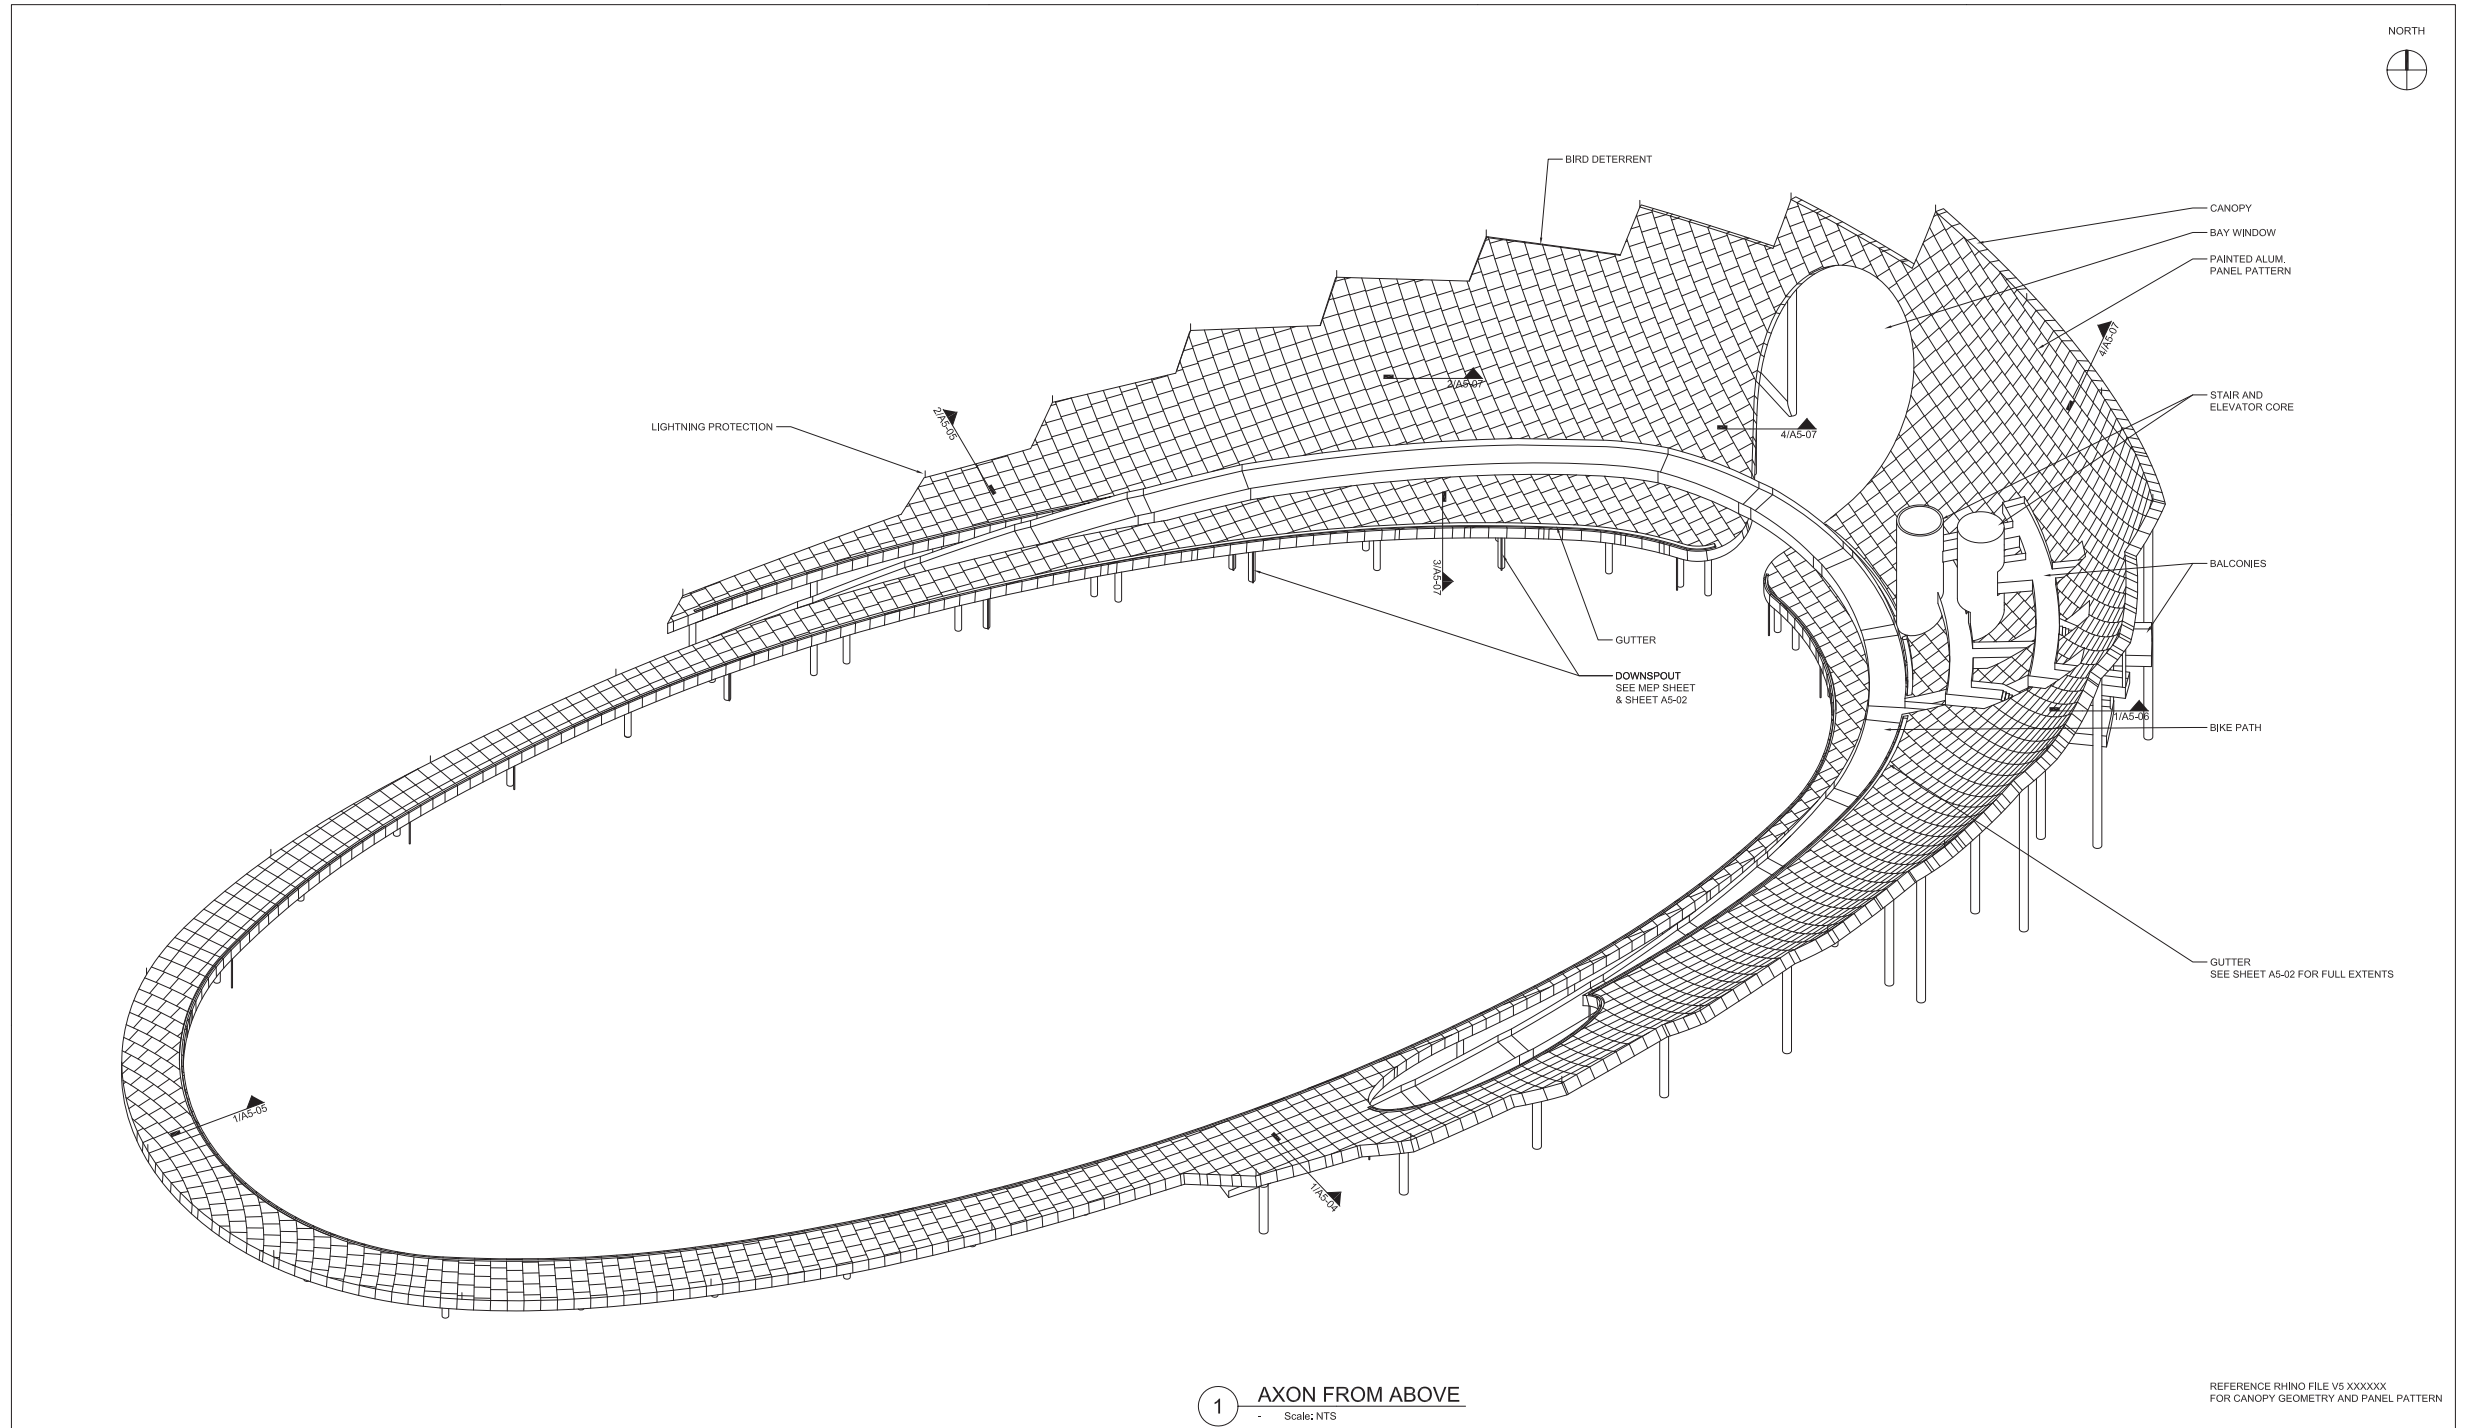 NORTH
BIRD DETERRENT
CANOPY
BAY WINDOW
PAINTED ALUM.
PANEL PATTERN
4/A5-07
2/A5-07
STAIR AND
ELEVATOR CORE
2/A5-05
LIGHTNING PROTECTION
4/A5-07
3/A5-07
BALCONIES
GUTTER
DOWNSPOUT
SEE MEP SHEET
& SHEET A5-02
1/A5-06
BIKE PATH
GUTTER
SEE SHEET A5-02 FOR FULL EXTENTS
1/A5-05
1/A5-04
1
AXON FROM ABOVE
- Scale: NTS
REFERENCE RHINO FILE V5 XXXXXX
FOR CANOPY GEOMETRY AND PANEL PATTERN